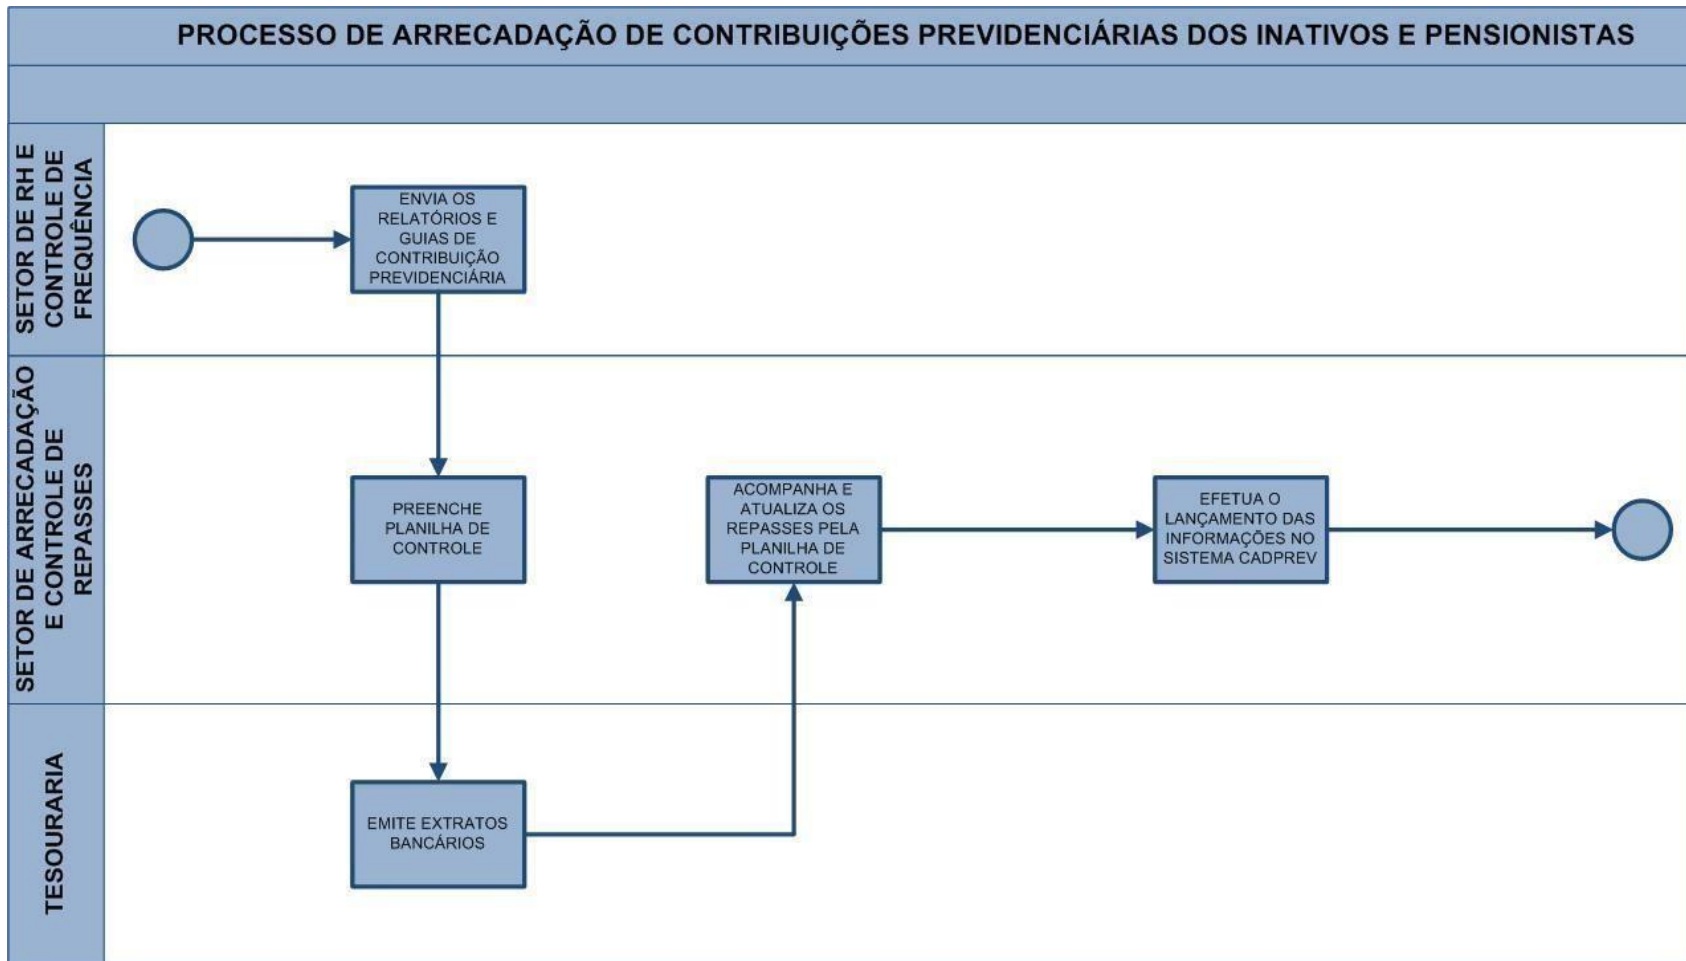 PROCESSO DE ARRECADAÇÃO DE CONTRIBUIÇÕES PREVIDENCIÁRIAS DOS INATIVOS E PENSIONISTAS
SETOR DE RH E
CONTROLE DE
FREQUÊNCIA
ENVIA OS
RELATÓRIOS E
GUIAS DE
CONTRIBUIÇÃO
PREVIDENCIÁRIA
SETOR DE ARRECADAÇÃO
E CONTROLE DE
REPASSES
PREENCHE
PLANILHA DE
CONTROLE
ACOMPANHA E
ATUALIZA OS
REPASSES PELA
PLANILHA DE
CONTROLE
EFETUA O
LANÇAMENTO DAS
INFORMAÇÕES NO
SISTEMA CADPREV
TESOURARIA
EMITE EXTRATOS
BANCÁRIOS